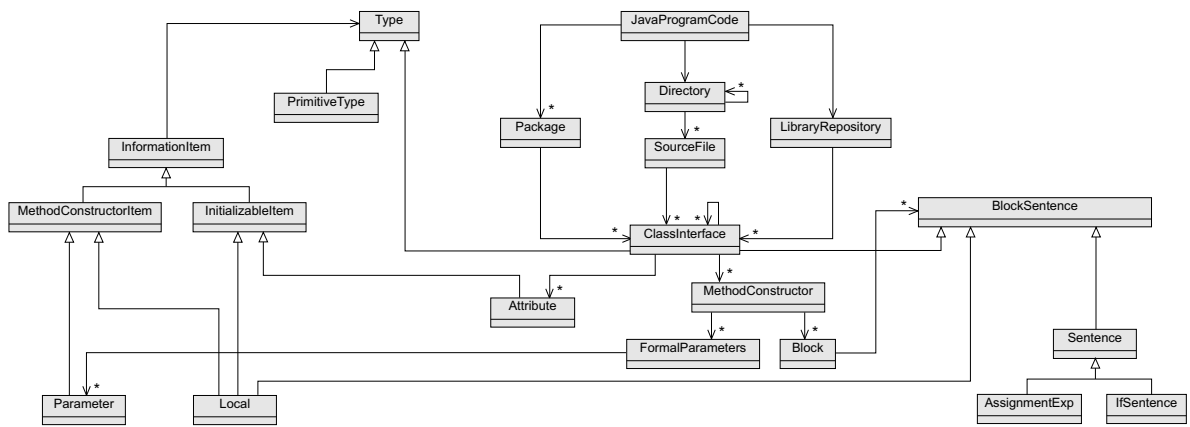 Type
JavaProgramCode
PrimitiveType
Directory
*
*
Package
*
SourceFile
LibraryRepository
InformationItem
MethodConstructorItem
InitializableItem
*
BlockSentence
*
*
*
ClassInterface
*
*
*
Attribute
MethodConstructor
*
*
FormalParameters
Block
Sentence
*
Parameter
Local
AssignmentExp
IfSentence